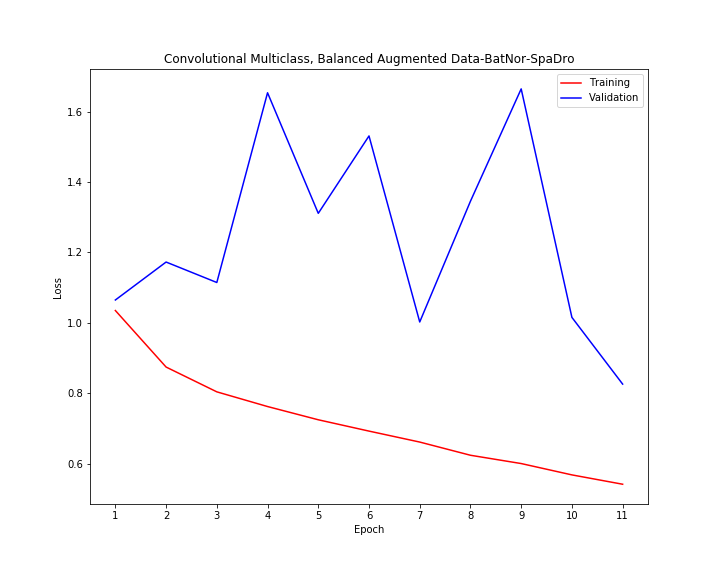 Convolutional Multiclass, Balanced Augmented Data-BatNor-SpaDro
Training
Validation
1.6
1.4
1.2
1.0
0.8
0.6
Loss
1 2 3 4 5 6 7 8 9 10 11
Epoch